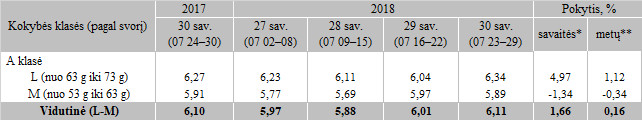 Kokybės klasės (pagal svorį) 2017 2018 Pokytis, %
30 sav. (07 24–30) 27 sav. (07 02–08) 28 sav. (07 09–15) 29 sav. (07 16–22) 30 sav. (07 23–29) savaitės* metų**
A klasė
L (nuo 63 g iki 73 g) 6,27 6,23 6,11 6,04 6,34 4,97 1,12
M (nuo 53 g iki 63 g) 5,91 5,77 5,69 5,97 5,89 -1,34 -0,34
Vidutinė (L-M) 6,10 5,97 5,88 6,01 6,11 1,66 0,16